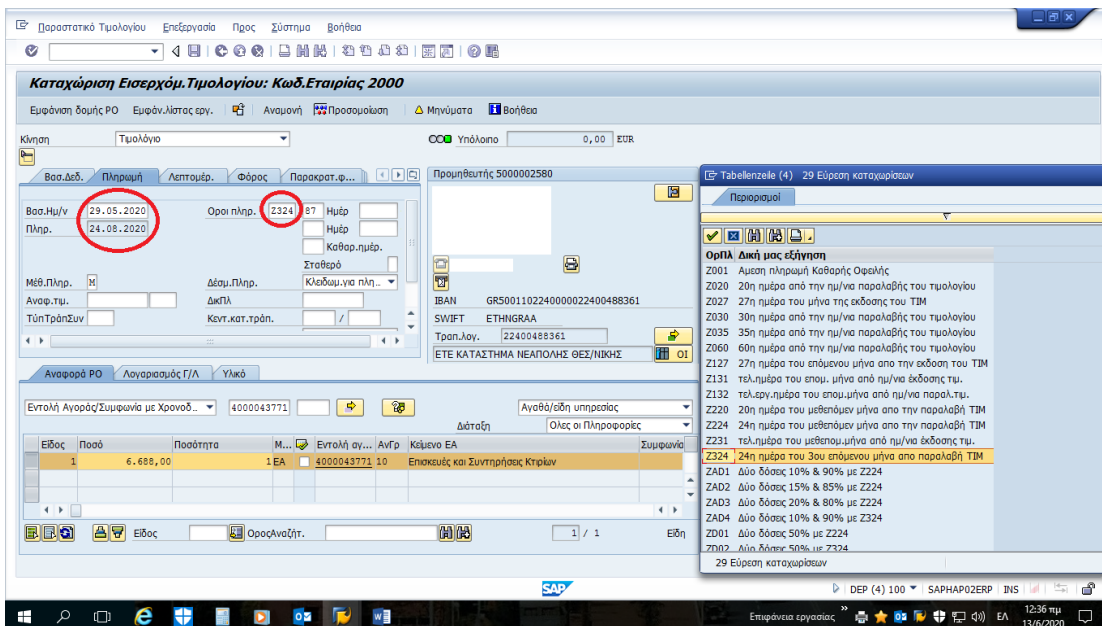 Παραστατικό Τιμολογίου Επεξεργασία Προς Σύστημα Βοήθεια
Καταχώριση Εισερχόμ.Τιμολογίου: Κωδ.Εταιρίας 2000
Εμφάνιση δομής PO Εμφάν.λίστας εργ. Αναμονή Προσομοίωση Μηνύματα Βοήθεια
Κίνηση Τιμολόγιο Υπόλοιπο 0,00 EUR
Βασ.Δεδ. Πληρωμή Λεπτομέρ. Φόρος Παρακρατ.φ...
Βασ.Ημ/ν 29.05.2020 Οροι πληρ. Z324 87 Ημέρ
Πληρ. 24.08.2020 Ημέρ
Καθαρ.ημέρ.
Σταθερό
Μέθ.Πληρ. M Δέσμ.Πληρ. Κλειδωμ.για πλη..
Αναφ.τιμ. ΔικΠλ
ΤύπΤράπΣυν Κεντ.κατ.τράπ. /
Προμηθευτής 5000002580
IBAN GR5001102240000022400488361
SWIFT ETHNGRAA
Τραπ.λογ. 22400488361
ΕΤΕ ΚΑΤΑΣΤΗΜΑ ΝΕΑΠΟΛΗΣ ΘΕΣ/ΝΙΚΗΣ OI
Αναφορά PO Λογαριασμός Γ/Λ Υλικό
Εντολή Αγοράς/Συμφωνία με Χρονοδ.. 4000043771 Αγαθά/είδη υπηρεσίας
Διάταξη Ολες οι Πληροφορίες
Είδος Ποσό Ποσότητα Μ... Εντολή αγ... ΑνΓρ Κείμενο ΕΑ Συμφωνία
1 6.688,00 1 EA 4000043771 10 Επισκευές και Συντηρήσεις Κτιρίων
Είδος ΟροςΑναζήτ. 1 / 1 Είδη
Tabellenzeile (4) 29 Εύρεση καταχωρίσεων
Περιορισμοί
ΟρΠλ Δική μας εξήγηση
Z001 Αμεση πληρωμή Καθαρής Οφειλής
Z020 20η ημέρα από την ημ/νια παραλαβής του τιμολογίου
Z027 27η ημέρα του μήνα της εκδοσης του ΤΙΜ
Z030 30η ημέρα από την ημ/νια παραλαβής του τιμολογίου
Z035 35η ημέρα από την ημ/νια παραλαβής του τιμολογίου
Z060 60η ημέρα από την ημ/νια παραλαβής του τιμολογίου
Z127 27η ημέρα του επόμενου μήνα απο την εκδοση του ΤΙΜ
Z131 τελ.ημέρα του επομ. μήνα από ημ/νια έκδοσης τιμ.
Z132 τελ.εργ.ημέρα του επομ.μήνα από ημ/νια παραλ.τιμ.
Z220 20η ημέρα του μεθεπόμεν μήνα απο την παραλαβή ΤΙΜ
Z224 24η ημέρα του μεθεπόμεν μήνα απο την παραλαβή ΤΙΜ
Z231 τελ.ημέρα του μεθεπομ.μήνα από ημ/νια έκδοσης τιμ.
Z324 24η ημέρα του 3ου επόμενου μήνα απο παραλαβή ΤΙΜ
ZAD1 Δύο δόσεις 10% & 90% με Z224
ZAD2 Δύο δόσεις 15% & 85% με Z224
ZAD3 Δύο δόσεις 20% & 80% με Z224
ZAD4 Δύο δόσεις 10% & 90% με Z324
ZD01 Δύο δόσεις 50% με Z224
ZD02 Δύο δόσεις 50% με Z324
29 Εύρεση καταχωρίσεων
SAP DEP (4) 100 SAPHAP02ERP INS
Επιφάνεια εργασίας ΕΛ 12:36 πμ
13/6/2020